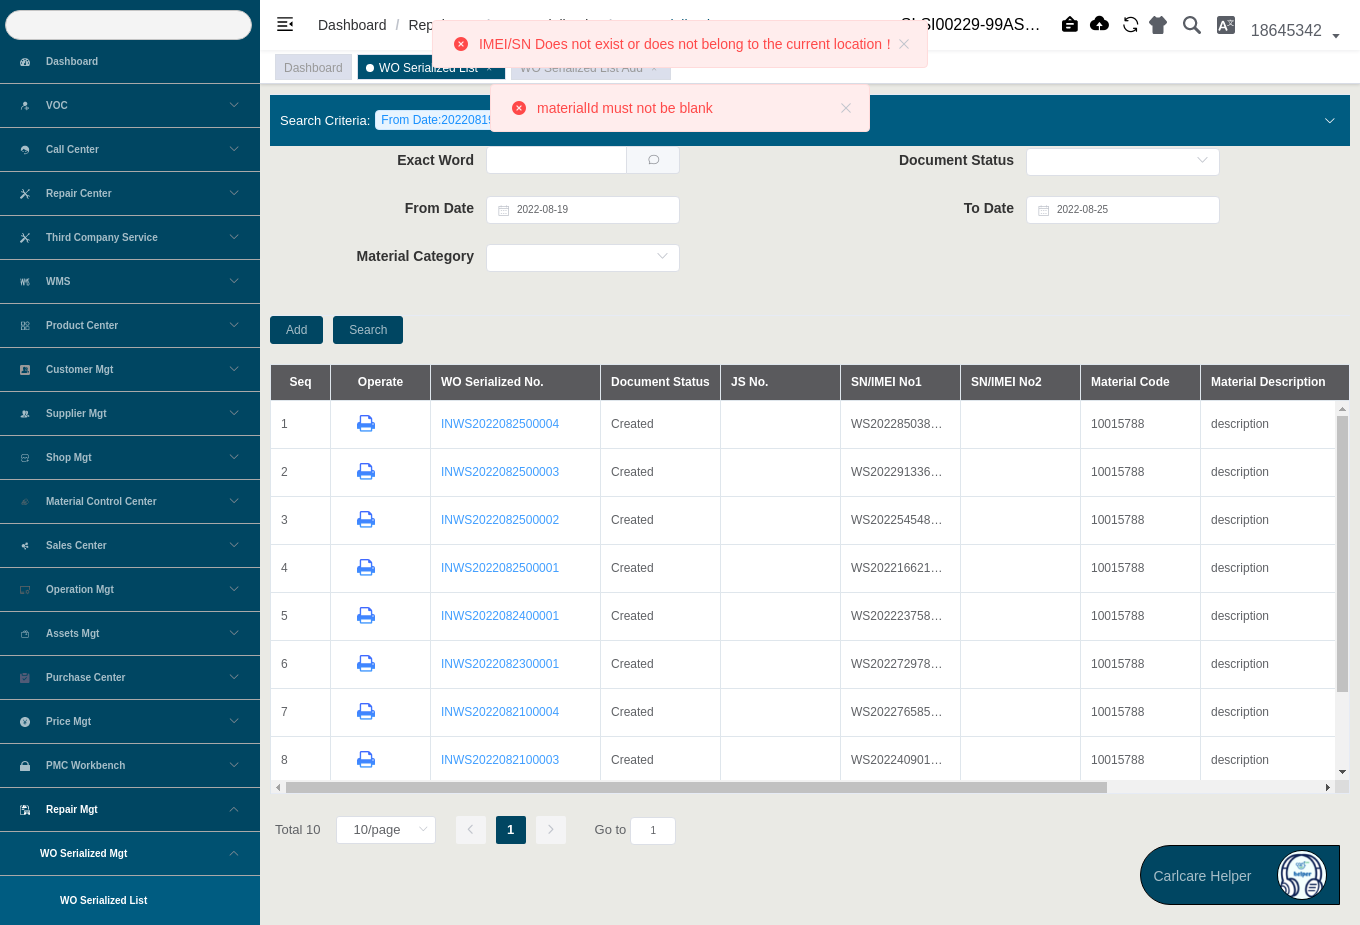 Dashboard
VOC
Call Center
Repair Center
Third Company Service
WMS
Product Center
Customer Mgt
Supplier Mgt
Shop Mgt
Material Control Center
Sales Center
Operation Mgt
Assets Mgt
Purchase Center
Price Mgt
PMC Workbench
Repair Mgt
WO Serialized Mgt
WO Serialized List
Dashboard /
18645342
IMEI/SN Does not exist or does not belong to the current location！
Dashboard
WO Serialized List
WO Serialized List Add
materialId must not be blank
Search Criteria: From Date:20220819
Exact Word
Document Status
From Date 2022-08-19
To Date 2022-08-25
Material Category
Add Search
Seq Operate WO Serialized No. Document Status JS No. SN/IMEI No1 SN/IMEI No2 Material Code Material Description
1 INWS2022082500004 Created WS202285038… 10015788 description
2 INWS2022082500003 Created WS202291336… 10015788 description
3 INWS2022082500002 Created WS202254548… 10015788 description
4 INWS2022082500001 Created WS202216621… 10015788 description
5 INWS2022082400001 Created WS202223758… 10015788 description
6 INWS2022082300001 Created WS202272978… 10015788 description
7 INWS2022082100004 Created WS202276585… 10015788 description
8 INWS2022082100003 Created WS202240901… 10015788 description
Total 10 10/page 1 Go to 1
Carlcare Helper
helper